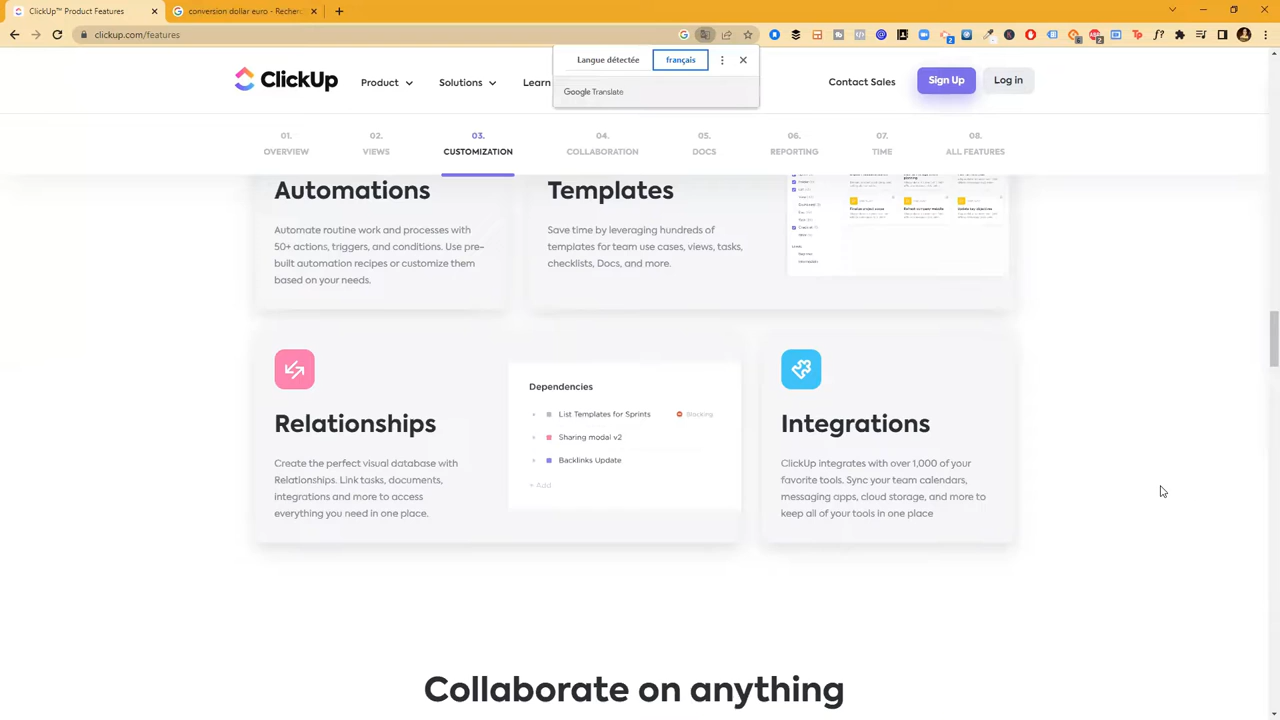 ClickUp™ Product Features
conversion dollar euro - Recherc
clickup.com/features
Langue détectée
français
Google Translate
ClickUp
Product
Solutions
Learn
Contact Sales
Sign Up
Log in
01.
OVERVIEW
02.
VIEWS
03.
CUSTOMIZATION
04.
COLLABORATION
05.
DOCS
06.
REPORTING
07.
TIME
08.
ALL FEATURES
Automations
Automate routine work and processes with
50+ actions, triggers, and conditions. Use pre-
built automation recipes or customize them
based on your needs.
Templates
Save time by leveraging hundreds of
templates for team use cases, views, tasks,
checklists, Docs, and more.
Relationships
Create the perfect visual database with
Relationships. Link tasks, documents,
integrations and more to access
everything you need in one place.
Dependencies
List Templates for Sprints
Blocking
Sharing modal v2
Backlinks Update
+ Add
Integrations
ClickUp integrates with over 1,000 of your
favorite tools. Sync your team calendars,
messaging apps, cloud storage, and more to
keep all of your tools in one place
Collaborate on anything